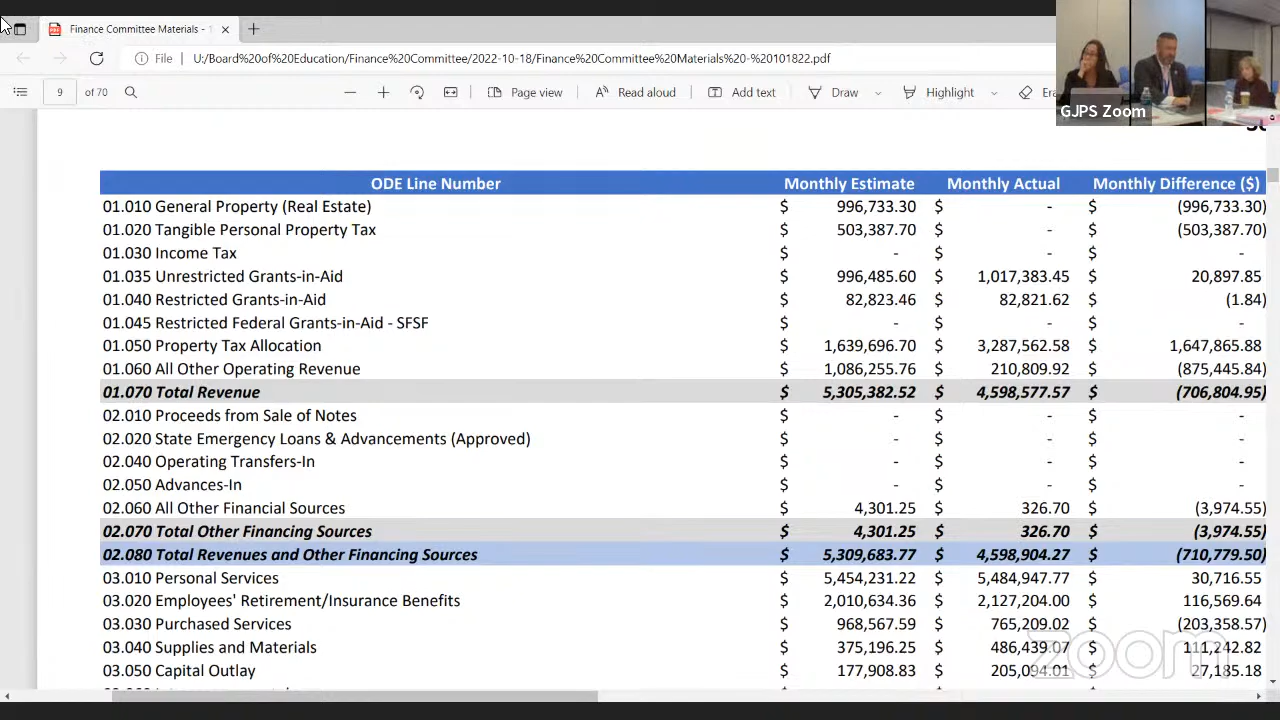 Finance Committee Materials - 1
File U:/Board%20of%20Education/Finance%20Committee/2022-10-18/Finance%20Committee%20Materials%20-%20101822.pdf
9 of 70 Page view Read aloud Add text Draw Highlight
GJPS Zoom
ODE Line Number Monthly Estimate Monthly Actual Monthly Difference ($)
01.010 General Property (Real Estate) $ 996,733.30 $ - $ (996,733.30)
01.020 Tangible Personal Property Tax $ 503,387.70 $ - $ (503,387.70)
01.030 Income Tax $ - $ - $ -
01.035 Unrestricted Grants-in-Aid $ 996,485.60 $ 1,017,383.45 $ 20,897.85
01.040 Restricted Grants-in-Aid $ 82,823.46 $ 82,821.62 $ (1.84)
01.045 Restricted Federal Grants-in-Aid - SFSF $ - $ - $ -
01.050 Property Tax Allocation $ 1,639,696.70 $ 3,287,562.58 $ 1,647,865.88
01.060 All Other Operating Revenue $ 1,086,255.76 $ 210,809.92 $ (875,445.84)
01.070 Total Revenue $ 5,305,382.52 $ 4,598,577.57 $ (706,804.95)
02.010 Proceeds from Sale of Notes $ - $ - $ -
02.020 State Emergency Loans & Advancements (Approved) $ - $ - $ -
02.040 Operating Transfers-In $ - $ - $ -
02.050 Advances-In $ - $ - $ -
02.060 All Other Financial Sources $ 4,301.25 $ 326.70 $ (3,974.55)
02.070 Total Other Financing Sources $ 4,301.25 $ 326.70 $ (3,974.55)
02.080 Total Revenues and Other Financing Sources $ 5,309,683.77 $ 4,598,904.27 $ (710,779.50)
03.010 Personal Services $ 5,454,231.22 $ 5,484,947.77 $ 30,716.55
03.020 Employees' Retirement/Insurance Benefits $ 2,010,634.36 $ 2,127,204.00 $ 116,569.64
03.030 Purchased Services $ 968,567.59 $ 765,209.02 $ (203,358.57)
03.040 Supplies and Materials $ 375,196.25 $ 486,439.07 $ 111,242.82
03.050 Capital Outlay $ 177,908.83 $ 205,094.01 $ 27,185.18
zoom